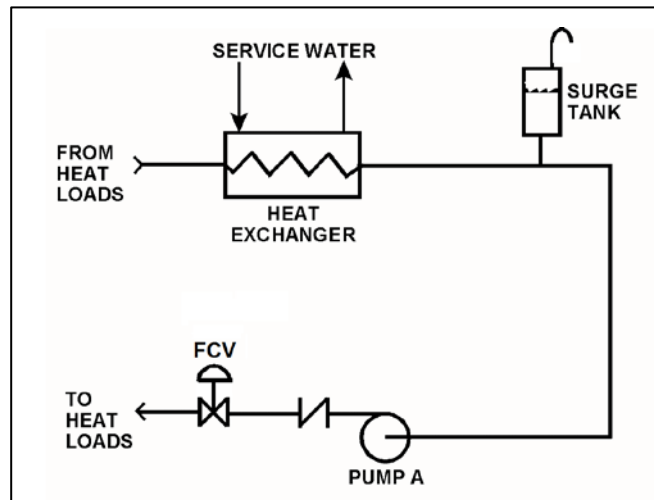 SERVICE WATER
SURGE
TANK
FROM
HEAT
LOADS
HEAT
EXCHANGER
FCV
TO
HEAT
LOADS
PUMP A